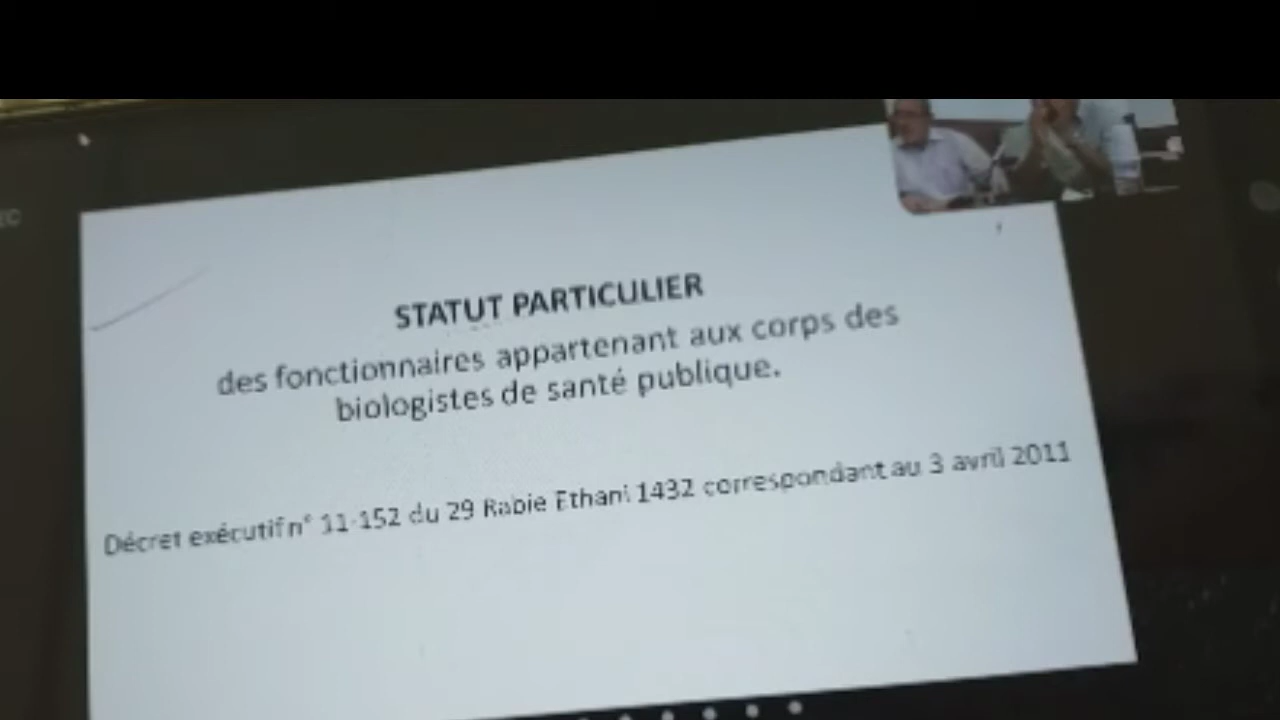 EC
STATUT PARTICULIER
des fonctionnaires appartenant aux corps des
biologistes de santé publique.
Décret exécutif n° 11-152 du 29 Rabie Ethani 1432 correspondant au 3 avril 2011